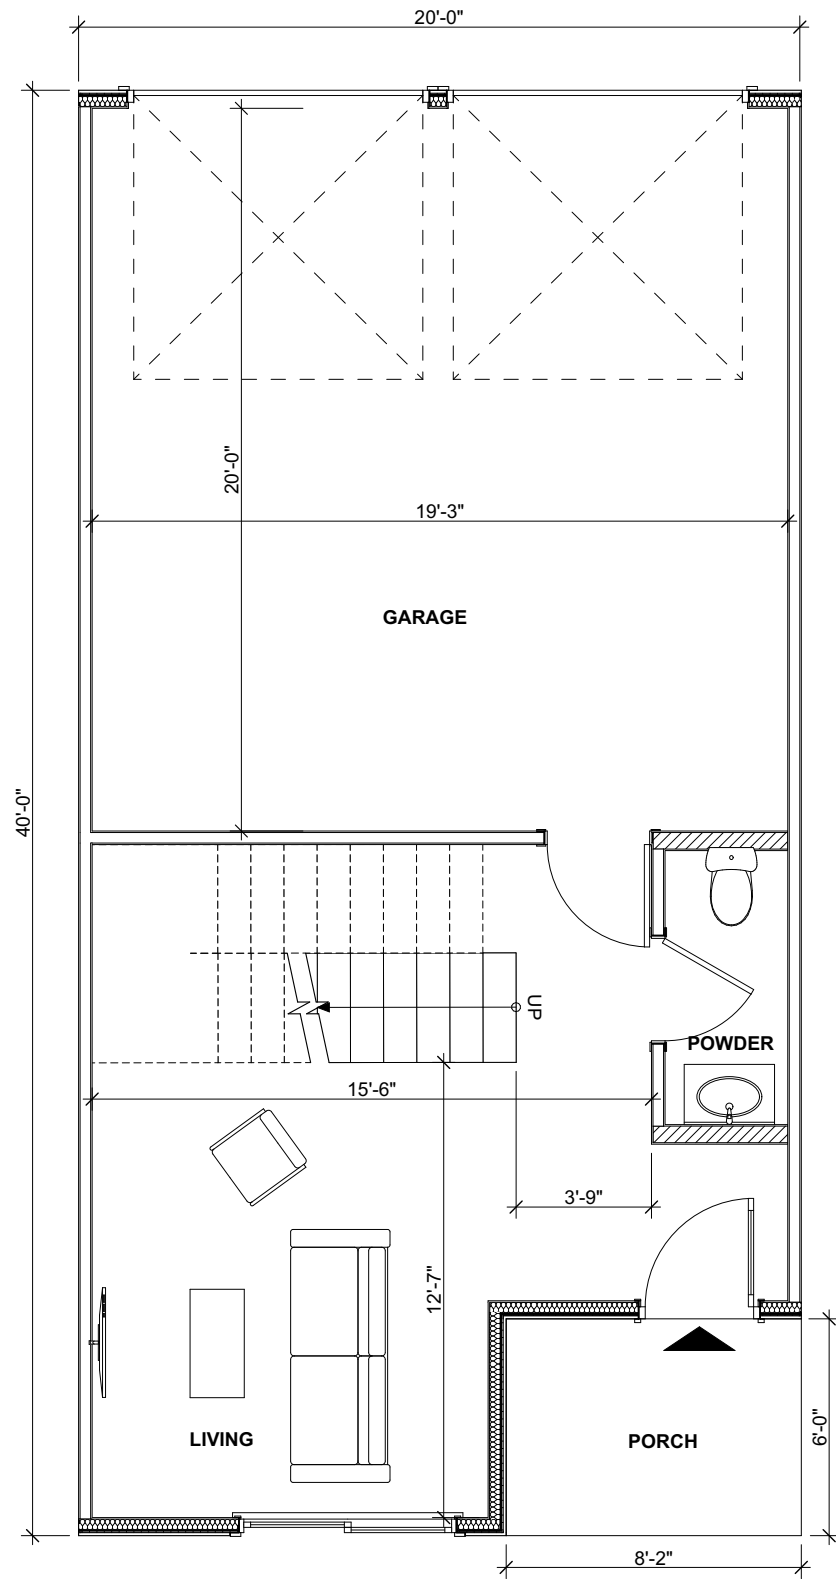 20'-0"
20'-0"
19'-3"
GARAGE
40'-0"
UP
POWDER
15'-6"
3'-9"
12'-7"
LIVING
PORCH
6'-0"
8'-2"